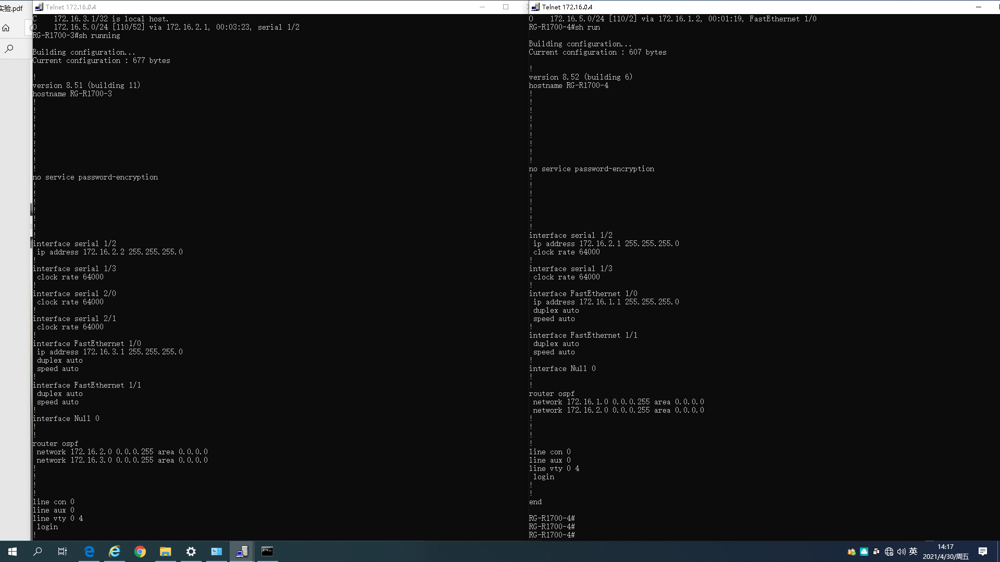 实验.pdf
Telnet 172.16.0.4
C    172.16.3.1/32 is local host.
O    172.16.5.0/24 [110/52] via 172.16.2.1, 00:03:23, serial 1/2
RG-R1700-3#sh running

Building configuration...
Current configuration : 677 bytes

!
version 8.51 (building 11)
hostname RG-R1700-3
!
!
!
!
!
!
!
!
!
no service password-encryption
!
!
!
!
!
!
!
interface serial 1/2
 ip address 172.16.2.2 255.255.255.0
!
interface serial 1/3
 clock rate 64000
!
interface serial 2/0
 clock rate 64000
!
interface serial 2/1
 clock rate 64000
!
interface FastEthernet 1/0
 ip address 172.16.3.1 255.255.255.0
 duplex auto
 speed auto
!
interface FastEthernet 1/1
 duplex auto
 speed auto
!
interface Null 0
!
!
router ospf
 network 172.16.2.0 0.0.0.255 area 0.0.0.0
 network 172.16.3.0 0.0.0.255 area 0.0.0.0
!
!
!
!
line con 0
line aux 0
line vty 0 4
 login
!
Telnet 172.16.0.4
O    172.16.5.0/24 [110/2] via 172.16.1.2, 00:01:19, FastEthernet 1/0
RG-R1700-4#sh run

Building configuration...
Current configuration : 607 bytes

!
version 8.52 (building 6)
hostname RG-R1700-4
!
!
!
!
!
!
!
!
!
no service password-encryption
!
!
!
!
!
!
!
interface serial 1/2
 ip address 172.16.2.1 255.255.255.0
 clock rate 64000
!
interface serial 1/3
 clock rate 64000
!
interface FastEthernet 1/0
 ip address 172.16.1.1 255.255.255.0
 duplex auto
 speed auto
!
interface FastEthernet 1/1
 duplex auto
 speed auto
!
interface Null 0
!
!
router ospf
 network 172.16.1.0 0.0.0.255 area 0.0.0.0
 network 172.16.2.0 0.0.0.255 area 0.0.0.0
!
!
!
!
line con 0
line aux 0
line vty 0 4
 login
!
!
end

RG-R1700-4#
RG-R1700-4#
RG-R1700-4#
英
14:17
2021/4/30/周五